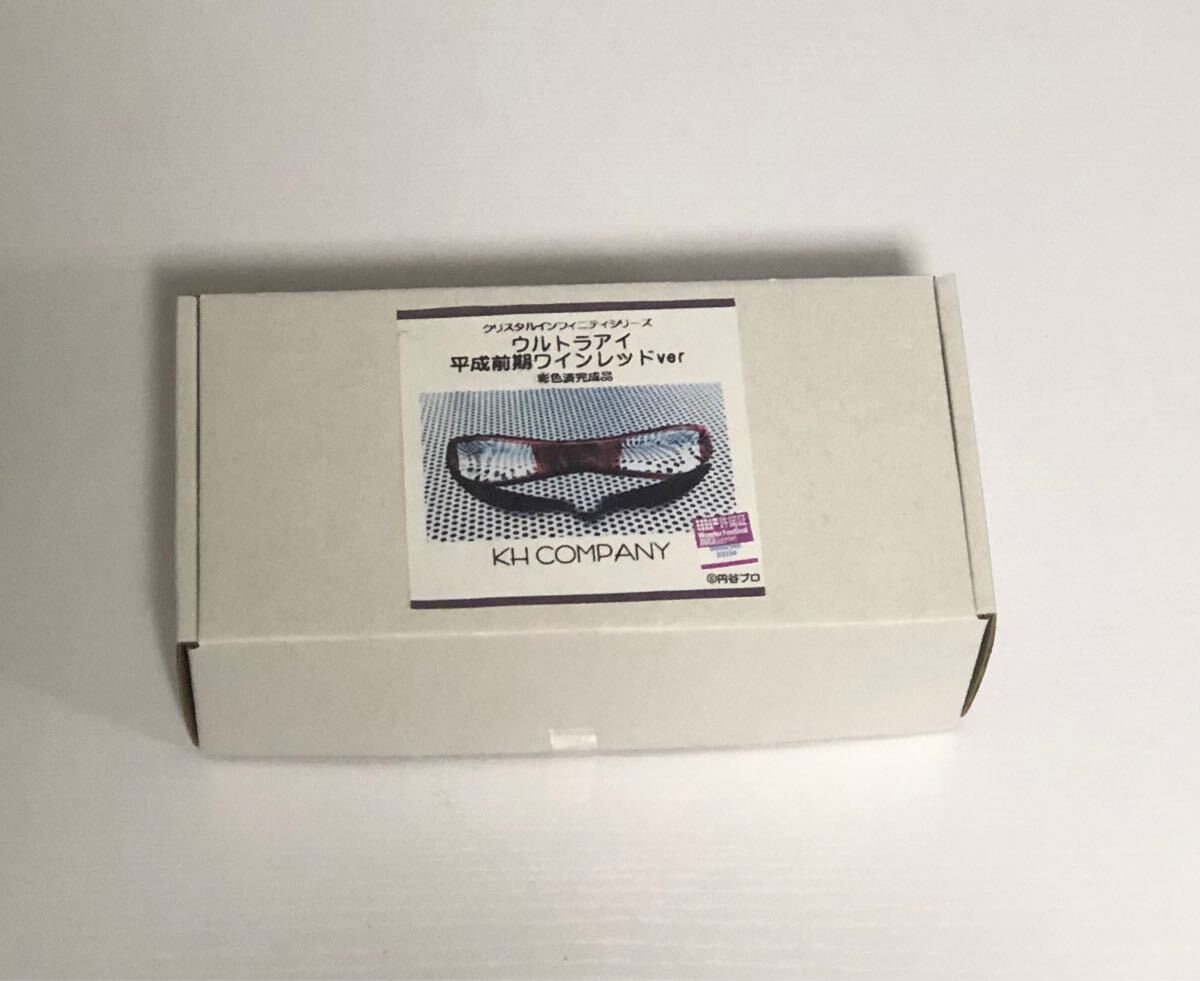 クリスタルインフィニティシリーズ
ウルトラアイ
平成前期ワインレッドver
彩色済完成品
KH COMPANY
Wonder Festival
©円谷プロ